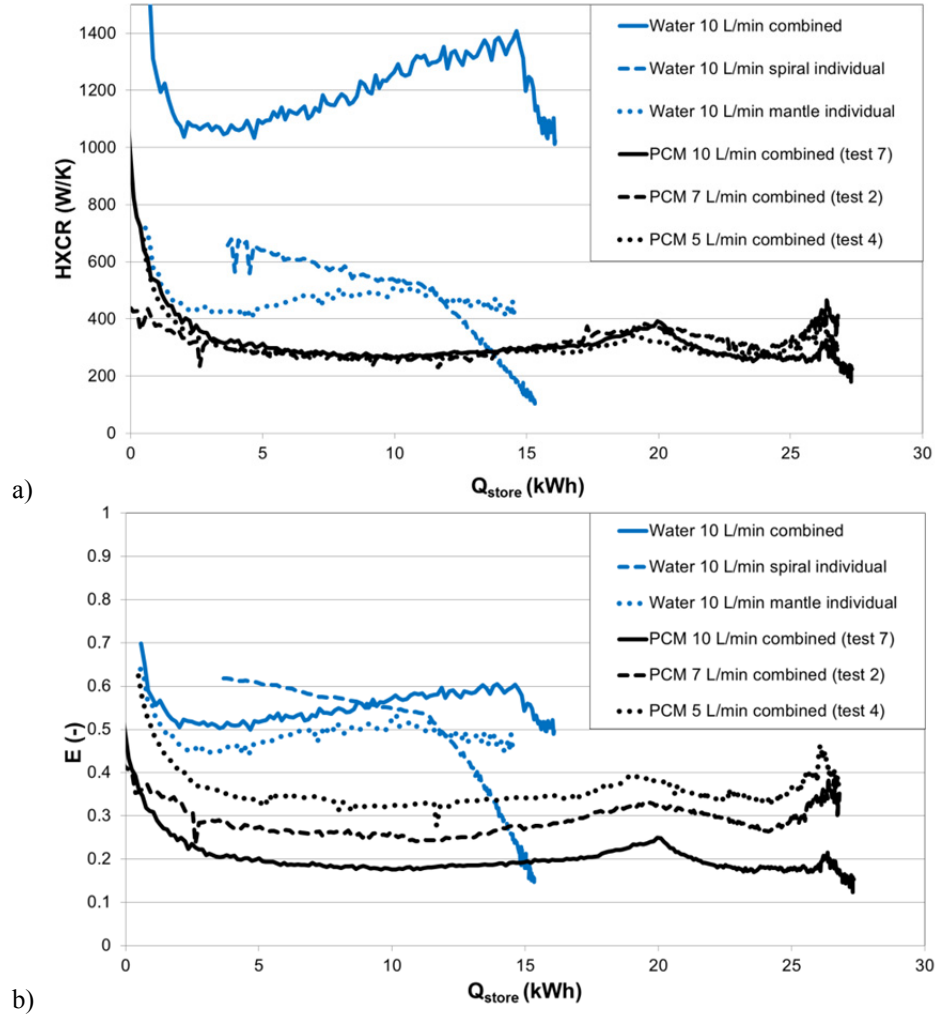 1400
1200
1000
800
600
400
200
0
HXCR (W/K)
Water 10 L/min combined
Water 10 L/min spiral individual
Water 10 L/min mantle individual
PCM 10 L/min combined (test 7)
PCM 7 L/min combined (test 2)
PCM 5 L/min combined (test 4)
0 5 10 15 20 25 30
Qstore (kWh)
a)
1
0.9
0.8
0.7
0.6
0.5
0.4
0.3
0.2
0.1
0
E (-)
Water 10 L/min combined
Water 10 L/min spiral individual
Water 10 L/min mantle individual
PCM 10 L/min combined (test 7)
PCM 7 L/min combined (test 2)
PCM 5 L/min combined (test 4)
0 5 10 15 20 25 30
Qstore (kWh)
b)